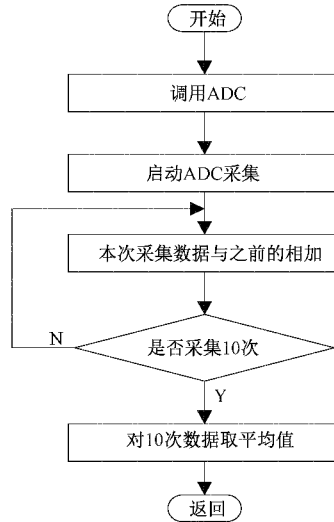 开始
调用ADC
启动ADC采集
本次采集数据与之前的相加
是否采集10次
N
Y
对10次数据取平均值
返回